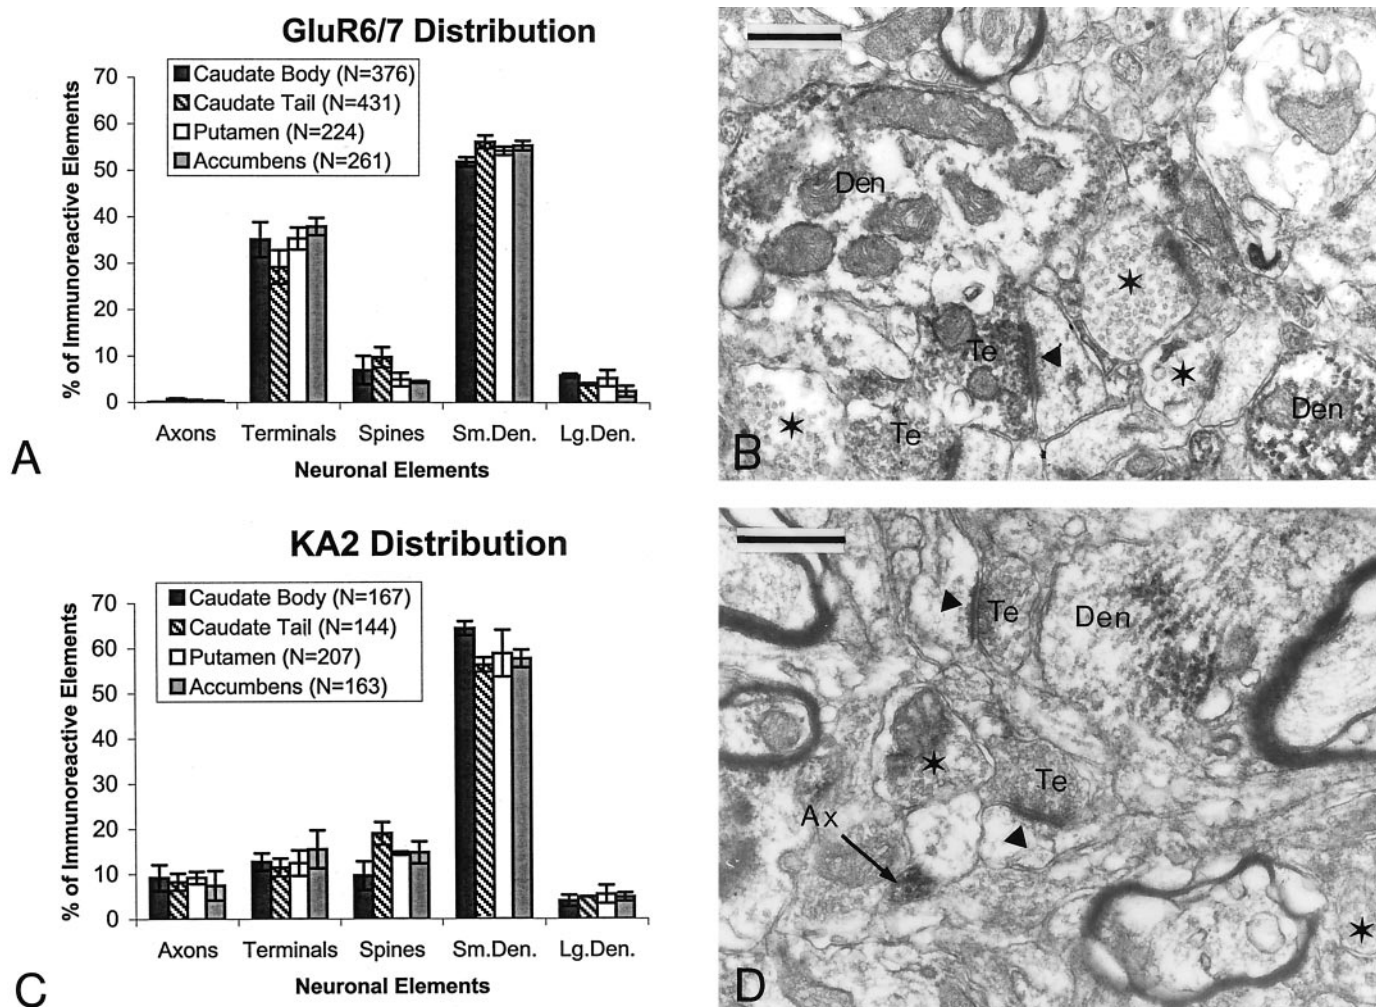 GluR6/7 Distribution
% of Immunoreactive Elements
70
60
50
40
30
20
10
0
Caudate Body (N=376)
Caudate Tail (N=431)
Putamen (N=224)
Accumbens (N=261)
Axons Terminals Spines Sm.Den. Lg.Den.
Neuronal Elements
A
Den
Te
Te
Den
B
KA2 Distribution
% of Immunoreactive Elements
70
60
50
40
30
20
10
0
Caudate Body (N=167)
Caudate Tail (N=144)
Putamen (N=207)
Accumbens (N=163)
Axons Terminals Spines Sm.Den. Lg.Den.
Neuronal Elements
C
Te
Den
Te
Ax
D